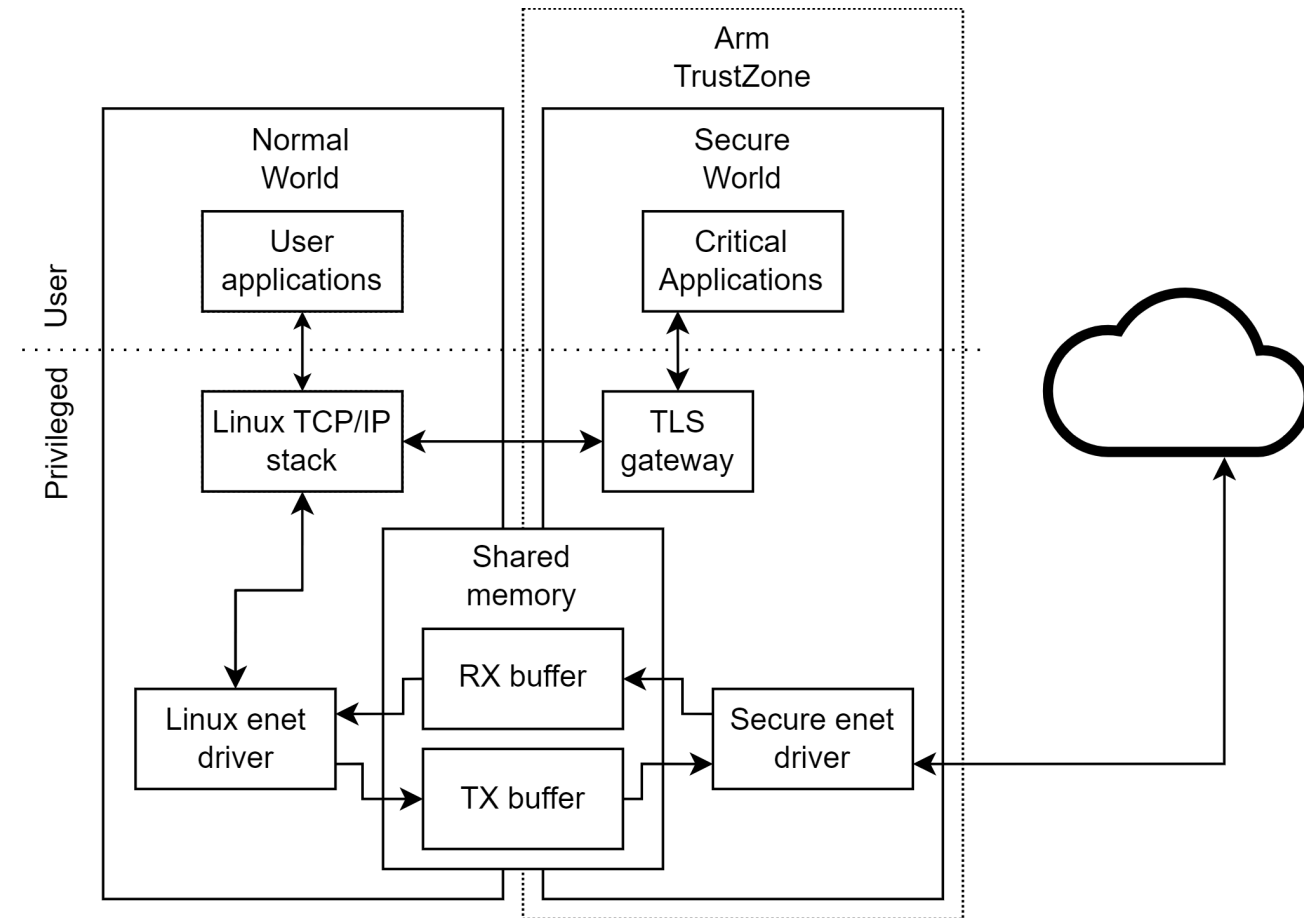 Arm
TrustZone
Normal
World
Secure
World
User
applications
Critical
Applications
User
Privileged
Linux TCP/IP
stack
TLS
gateway
Shared
memory
RX buffer
Linux enet
driver
Secure enet
driver
TX buffer